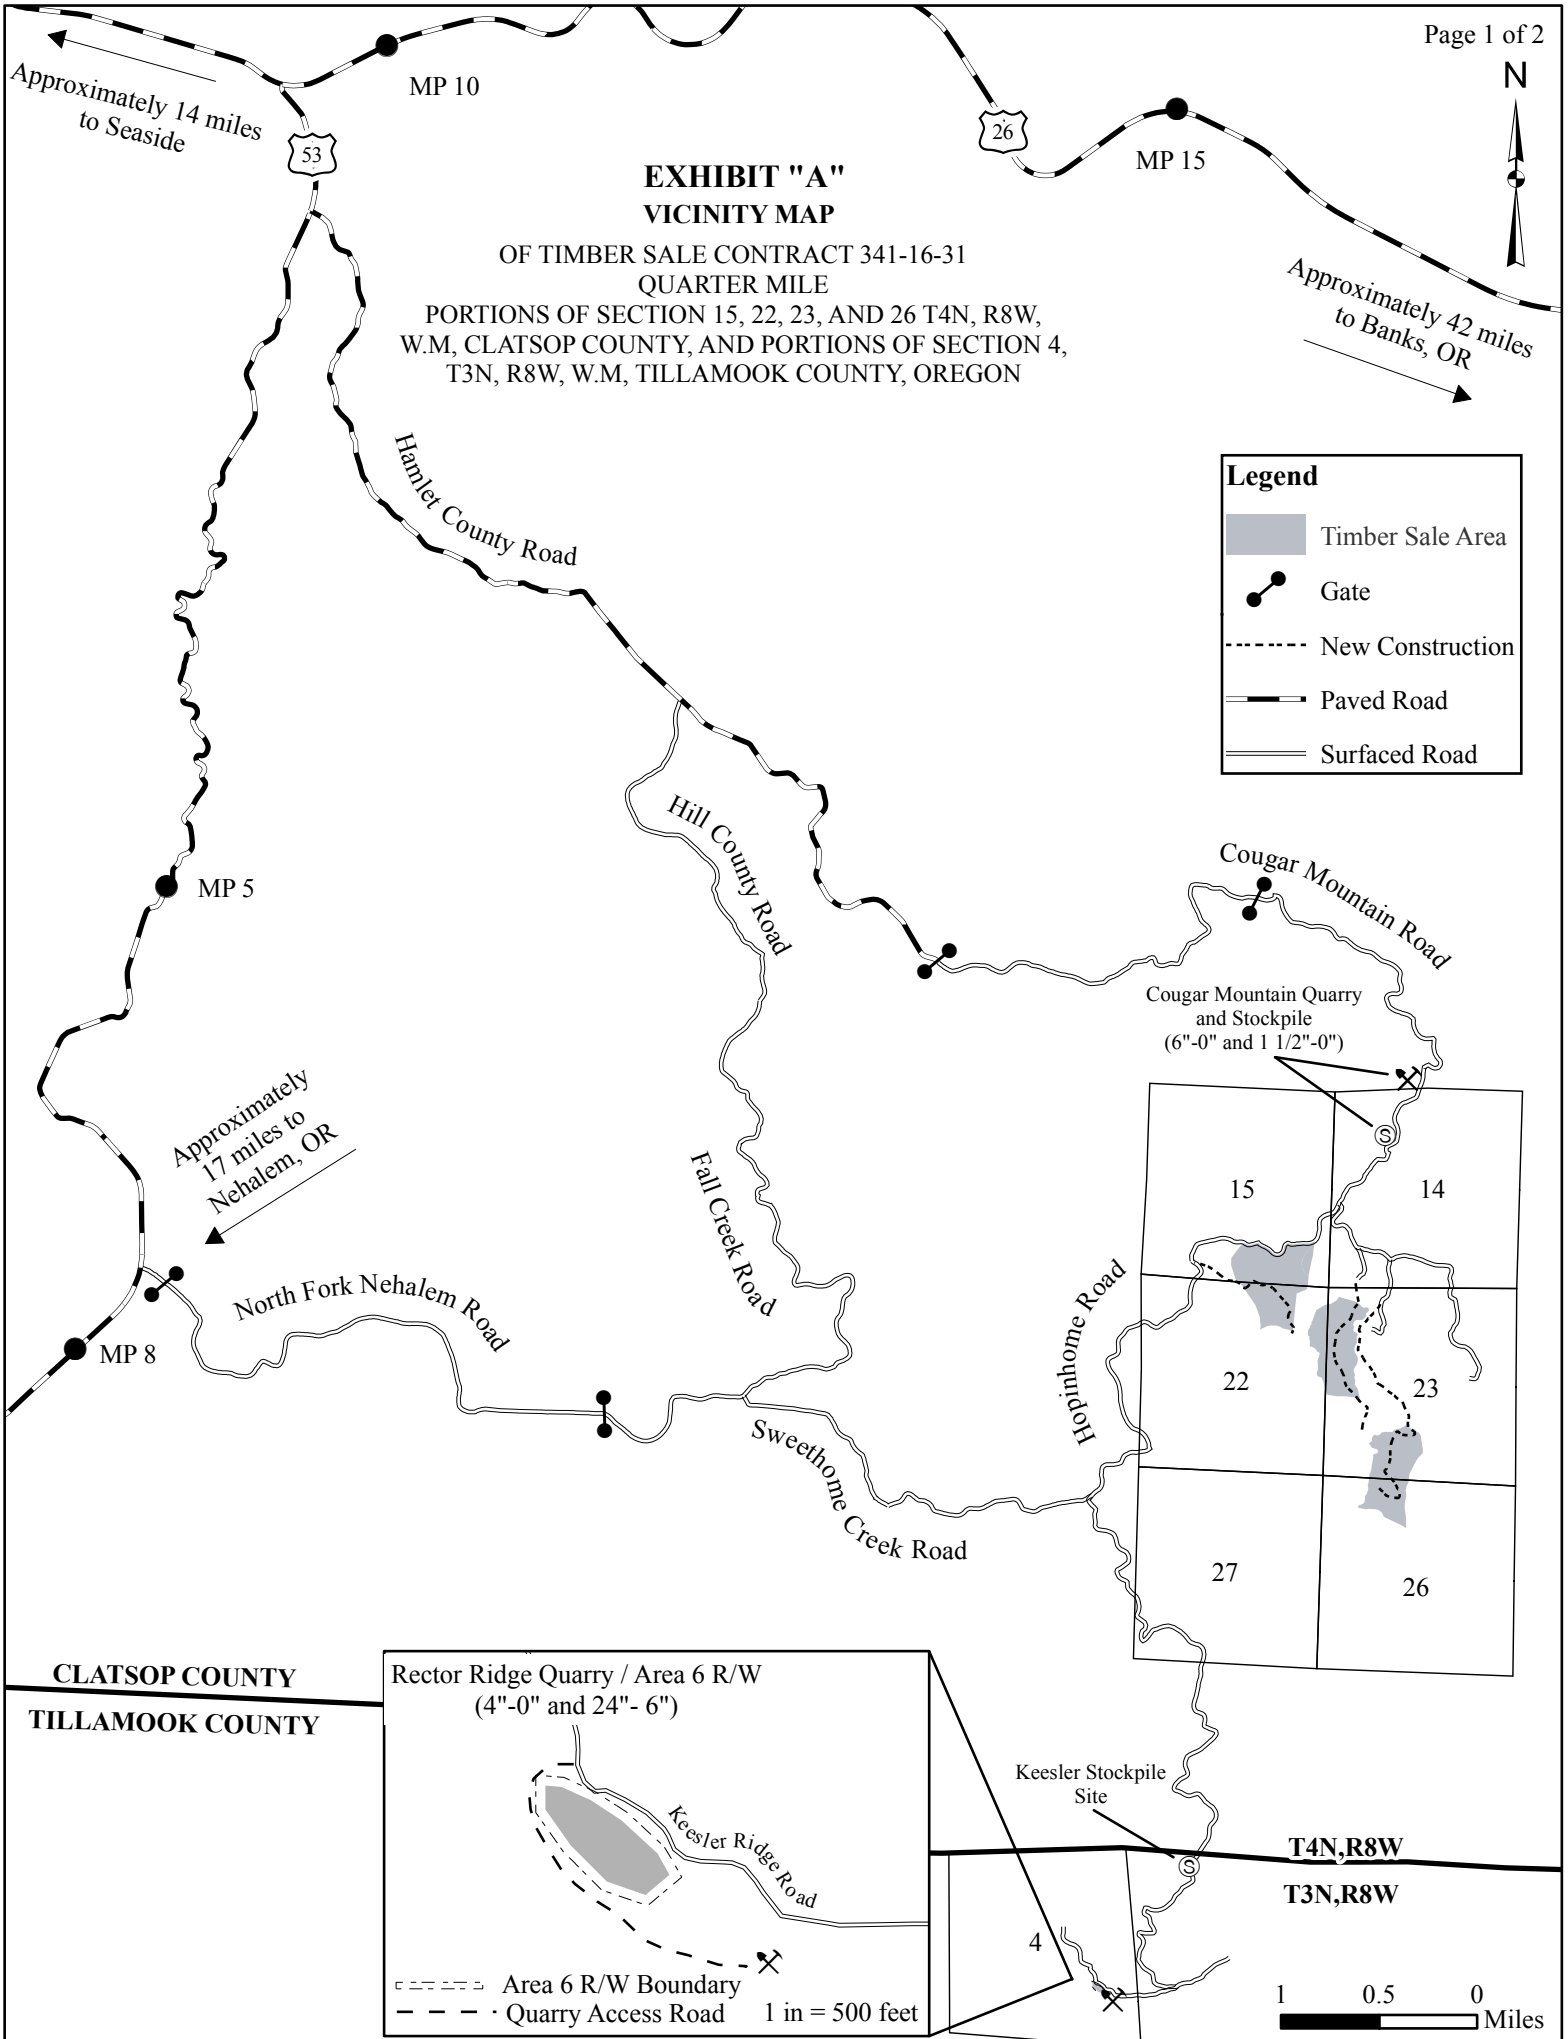 Page 1 of 2
N
MP 10
Approximately 14 miles
to Seaside
53
26
MP 15
EXHIBIT "A"
VICINITY MAP
OF TIMBER SALE CONTRACT 341-16-31
QUARTER MILE
PORTIONS OF SECTION 15, 22, 23, AND 26 T4N, R8W,
W.M, CLATSOP COUNTY, AND PORTIONS OF SECTION 4,
T3N, R8W, W.M, TILLAMOOK COUNTY, OREGON
Approximately 42 miles
to Banks, OR
Legend
Timber Sale Area
Gate
New Construction
Paved Road
Surfaced Road
Hamlet County Road
Hill County Road
Cougar Mountain Road
MP 5
Cougar Mountain Quarry
and Stockpile
(6"-0" and 1 1/2"-0")
S
Approximately
17 miles to
Nehalem, OR
Fall Creek Road
15
14
North Fork Nehalem Road
Hopinhome Road
MP 8
22
23
Sweethome Creek Road
27
26
CLATSOP COUNTY
TILLAMOOK COUNTY
Rector Ridge Quarry / Area 6 R/W
(4"-0" and 24"- 6")
Keesler Ridge Road
Area 6 R/W Boundary
Quarry Access Road
1 in = 500 feet
Keesler Stockpile
Site
S
T4N,R8W
T3N,R8W
4
1 0.5 0
Miles